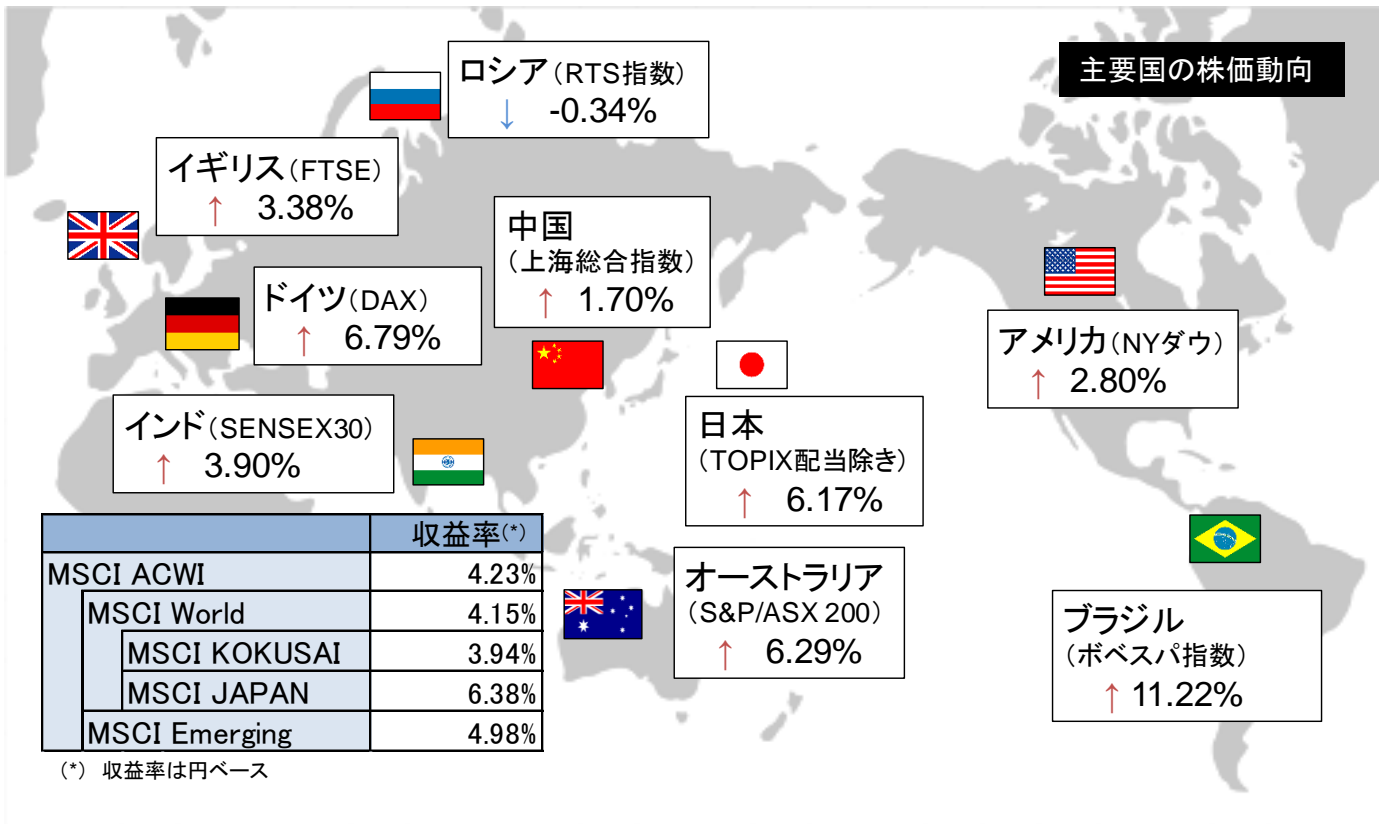 主要国の株価動向
ロシア(RTS指数)
↓ -0.34%
イギリス(FTSE)
↑ 3.38%
中国
(上海総合指数)
↑ 1.70%
ドイツ(DAX)
↑ 6.79%
アメリカ(NYダウ)
↑ 2.80%
インド(SENSEX30)
↑ 3.90%
日本
(TOPIX配当除き)
↑ 6.17%
オーストラリア
(S&P/ASX 200)
↑ 6.29%
ブラジル
(ボベスパ指数)
↑ 11.22%
収益率(*)
MSCI ACWI 4.23%
MSCI World 4.15%
MSCI KOKUSAI 3.94%
MSCI JAPAN 6.38%
MSCI Emerging 4.98%
(*) 収益率は円ベース